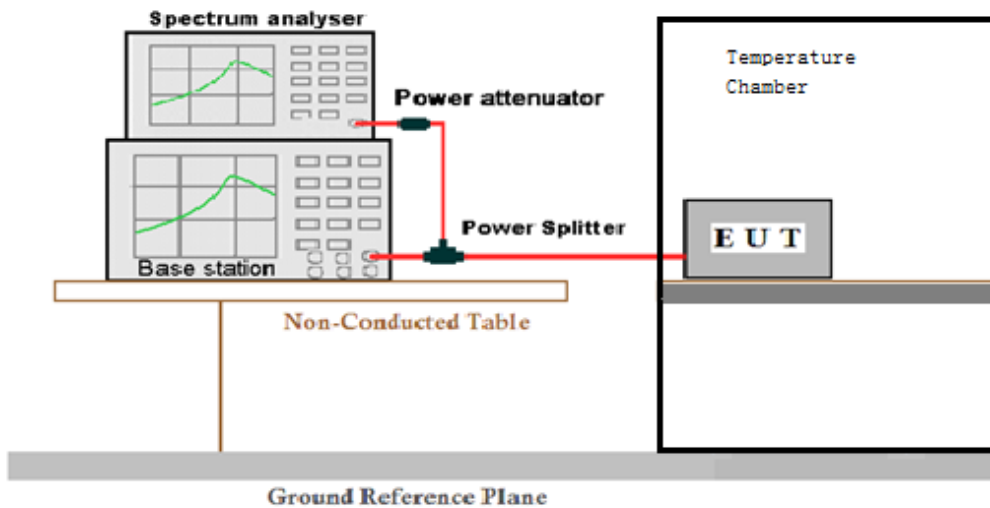 Spectrum analyser
Temperature
Chamber
Power attenuator
Power Splitter
E U T
Base station
Non-Conducted Table
Ground Reference Plane